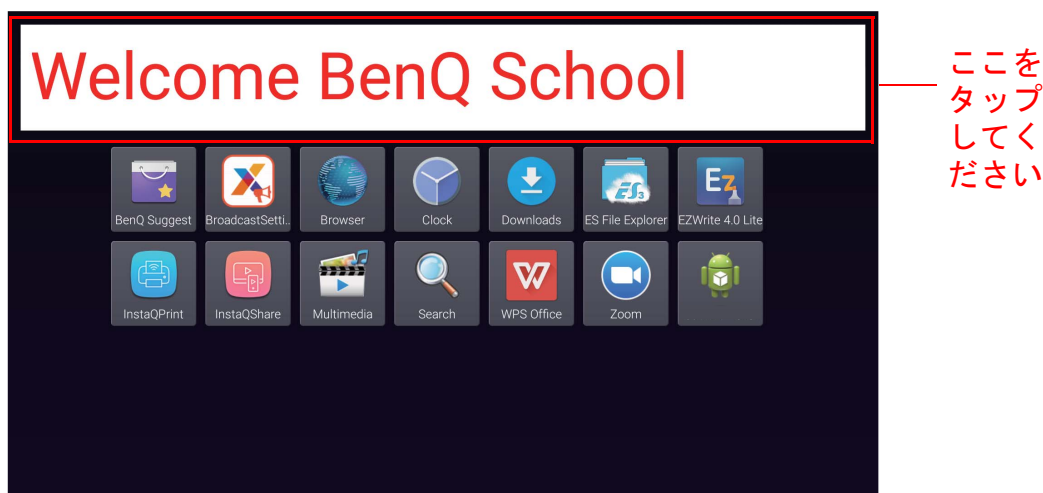 Welcome BenQ School
ここを
タップ
してく
ださい
BenQ Suggest
BroadcastSetti..
Browser
Clock
Downloads
ES File Explorer
EZWrite 4.0 Lite
InstaQPrint
InstaQShare
Multimedia
Search
WPS Office
Zoom